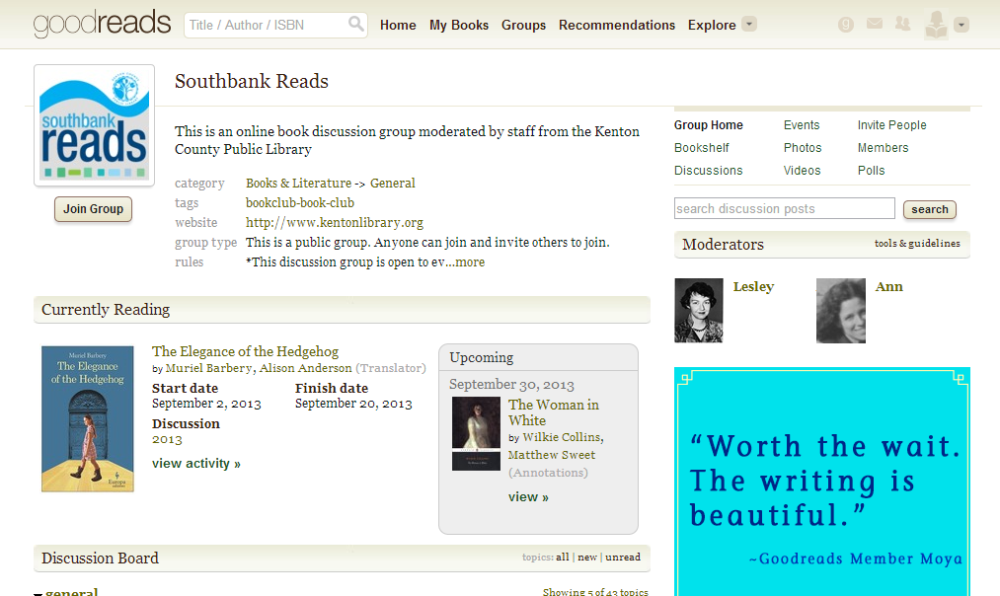 goodreads
Title / Author / ISBN
Home My Books Groups Recommendations Explore
southbank
reads
Southbank Reads
This is an online book discussion group moderated by staff from the Kenton
County Public Library
category Books & Literature -> General
tags bookclub-book-club
website http://www.kentonlibrary.org
group type This is a public group. Anyone can join and invite others to join.
rules *This discussion group is open to ev...more
Join Group
Group Home Events Invite People
Bookshelf Photos Members
Discussions Videos Polls
search discussion posts search
Moderators tools & guidelines
Lesley Ann
Currently Reading
Muriel Barbery
The Elegance
of the Hedgehog
Europa
The Elegance of the Hedgehog
by Muriel Barbery, Alison Anderson (Translator)
Start date Finish date
September 2, 2013 September 20, 2013
Discussion
2013
view activity »
Upcoming
September 30, 2013
The Woman in
White
by Wilkie Collins,
Matthew Sweet
(Annotations)
view »
"Worth the wait.
The writing is
beautiful."
~Goodreads Member Moya
Discussion Board topics: all | new | unread
general Showing 5 of 43 topics